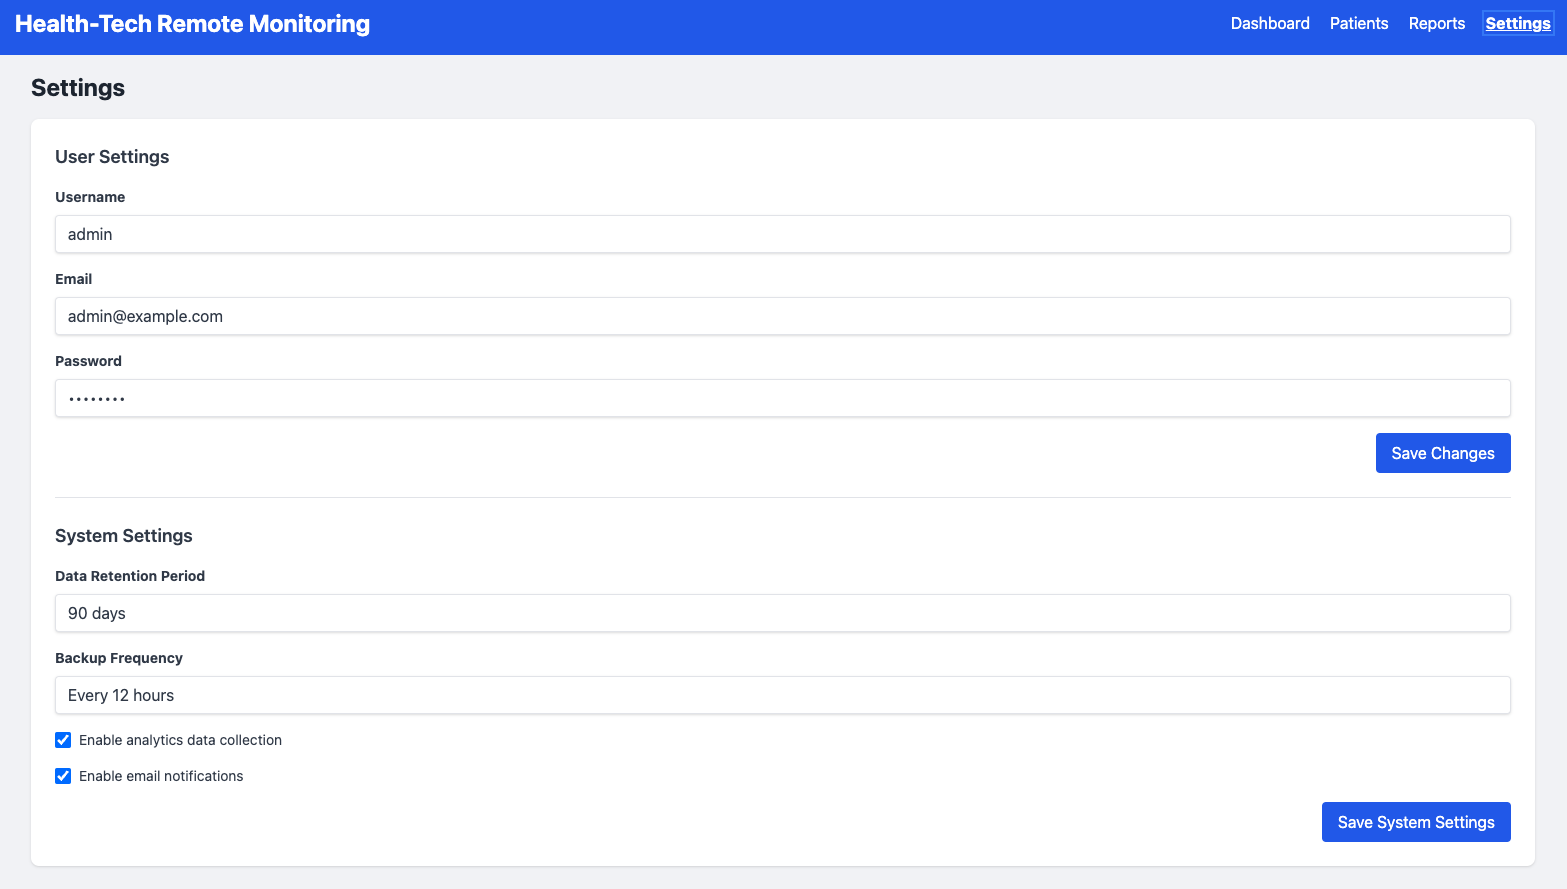 Health-Tech Remote Monitoring
Dashboard Patients Reports Settings
Settings
User Settings
Username
admin
Email
admin@example.com
Password
••••••••
Save Changes
System Settings
Data Retention Period
90 days
Backup Frequency
Every 12 hours
Enable analytics data collection
Enable email notifications
Save System Settings